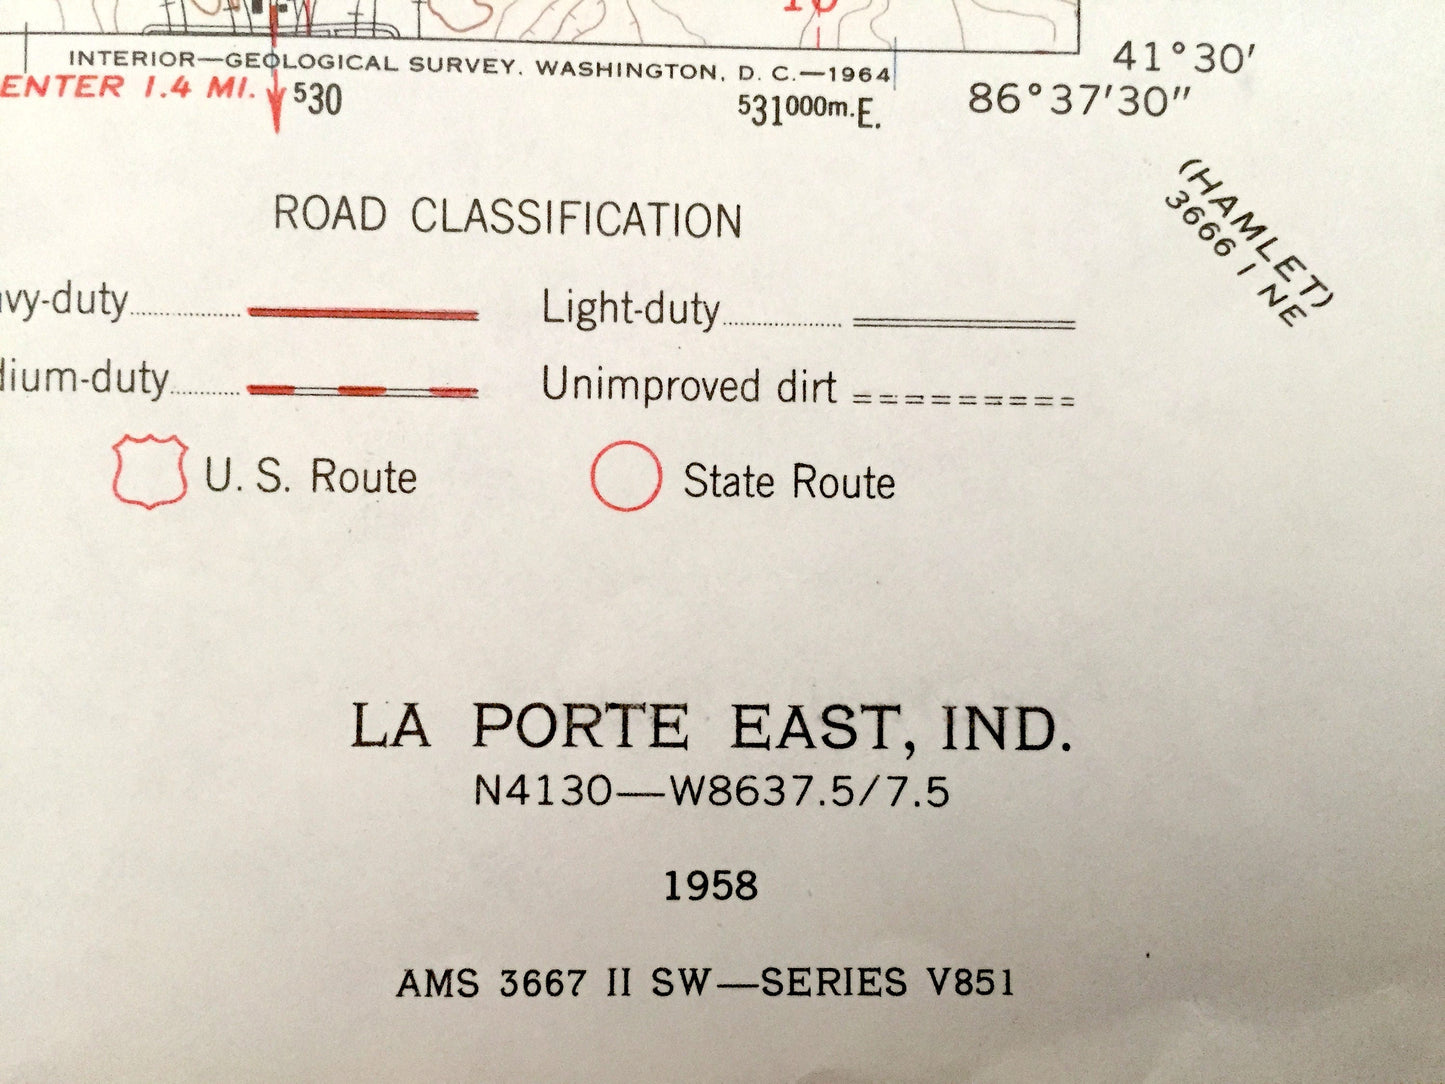 10
INTERIOR—GEOLOGICAL SURVEY. WASHINGTON, D. C.—1964
41°30′
ENTER 1.4 MI.
530
531000m.E.
86°37′30″
(HAMLET)
3666 I NE
ROAD CLASSIFICATION
vy-duty
Light-duty
dium-duty
Unimproved dirt
U. S. Route
State Route
LA PORTE EAST, IND.
N4130—W8637.5/7.5
1958
AMS 3667 II SW—SERIES V851